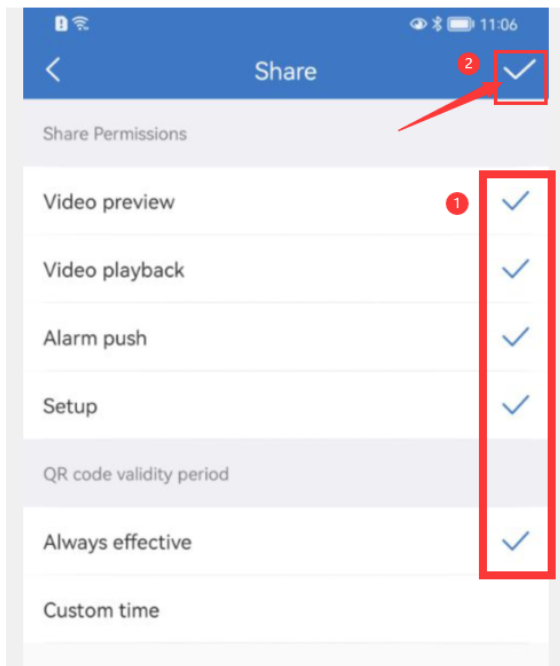 11:06
Share
2
Share Permissions
Video preview
1
Video playback
Alarm push
Setup
QR code validity period
Always effective
Custom time